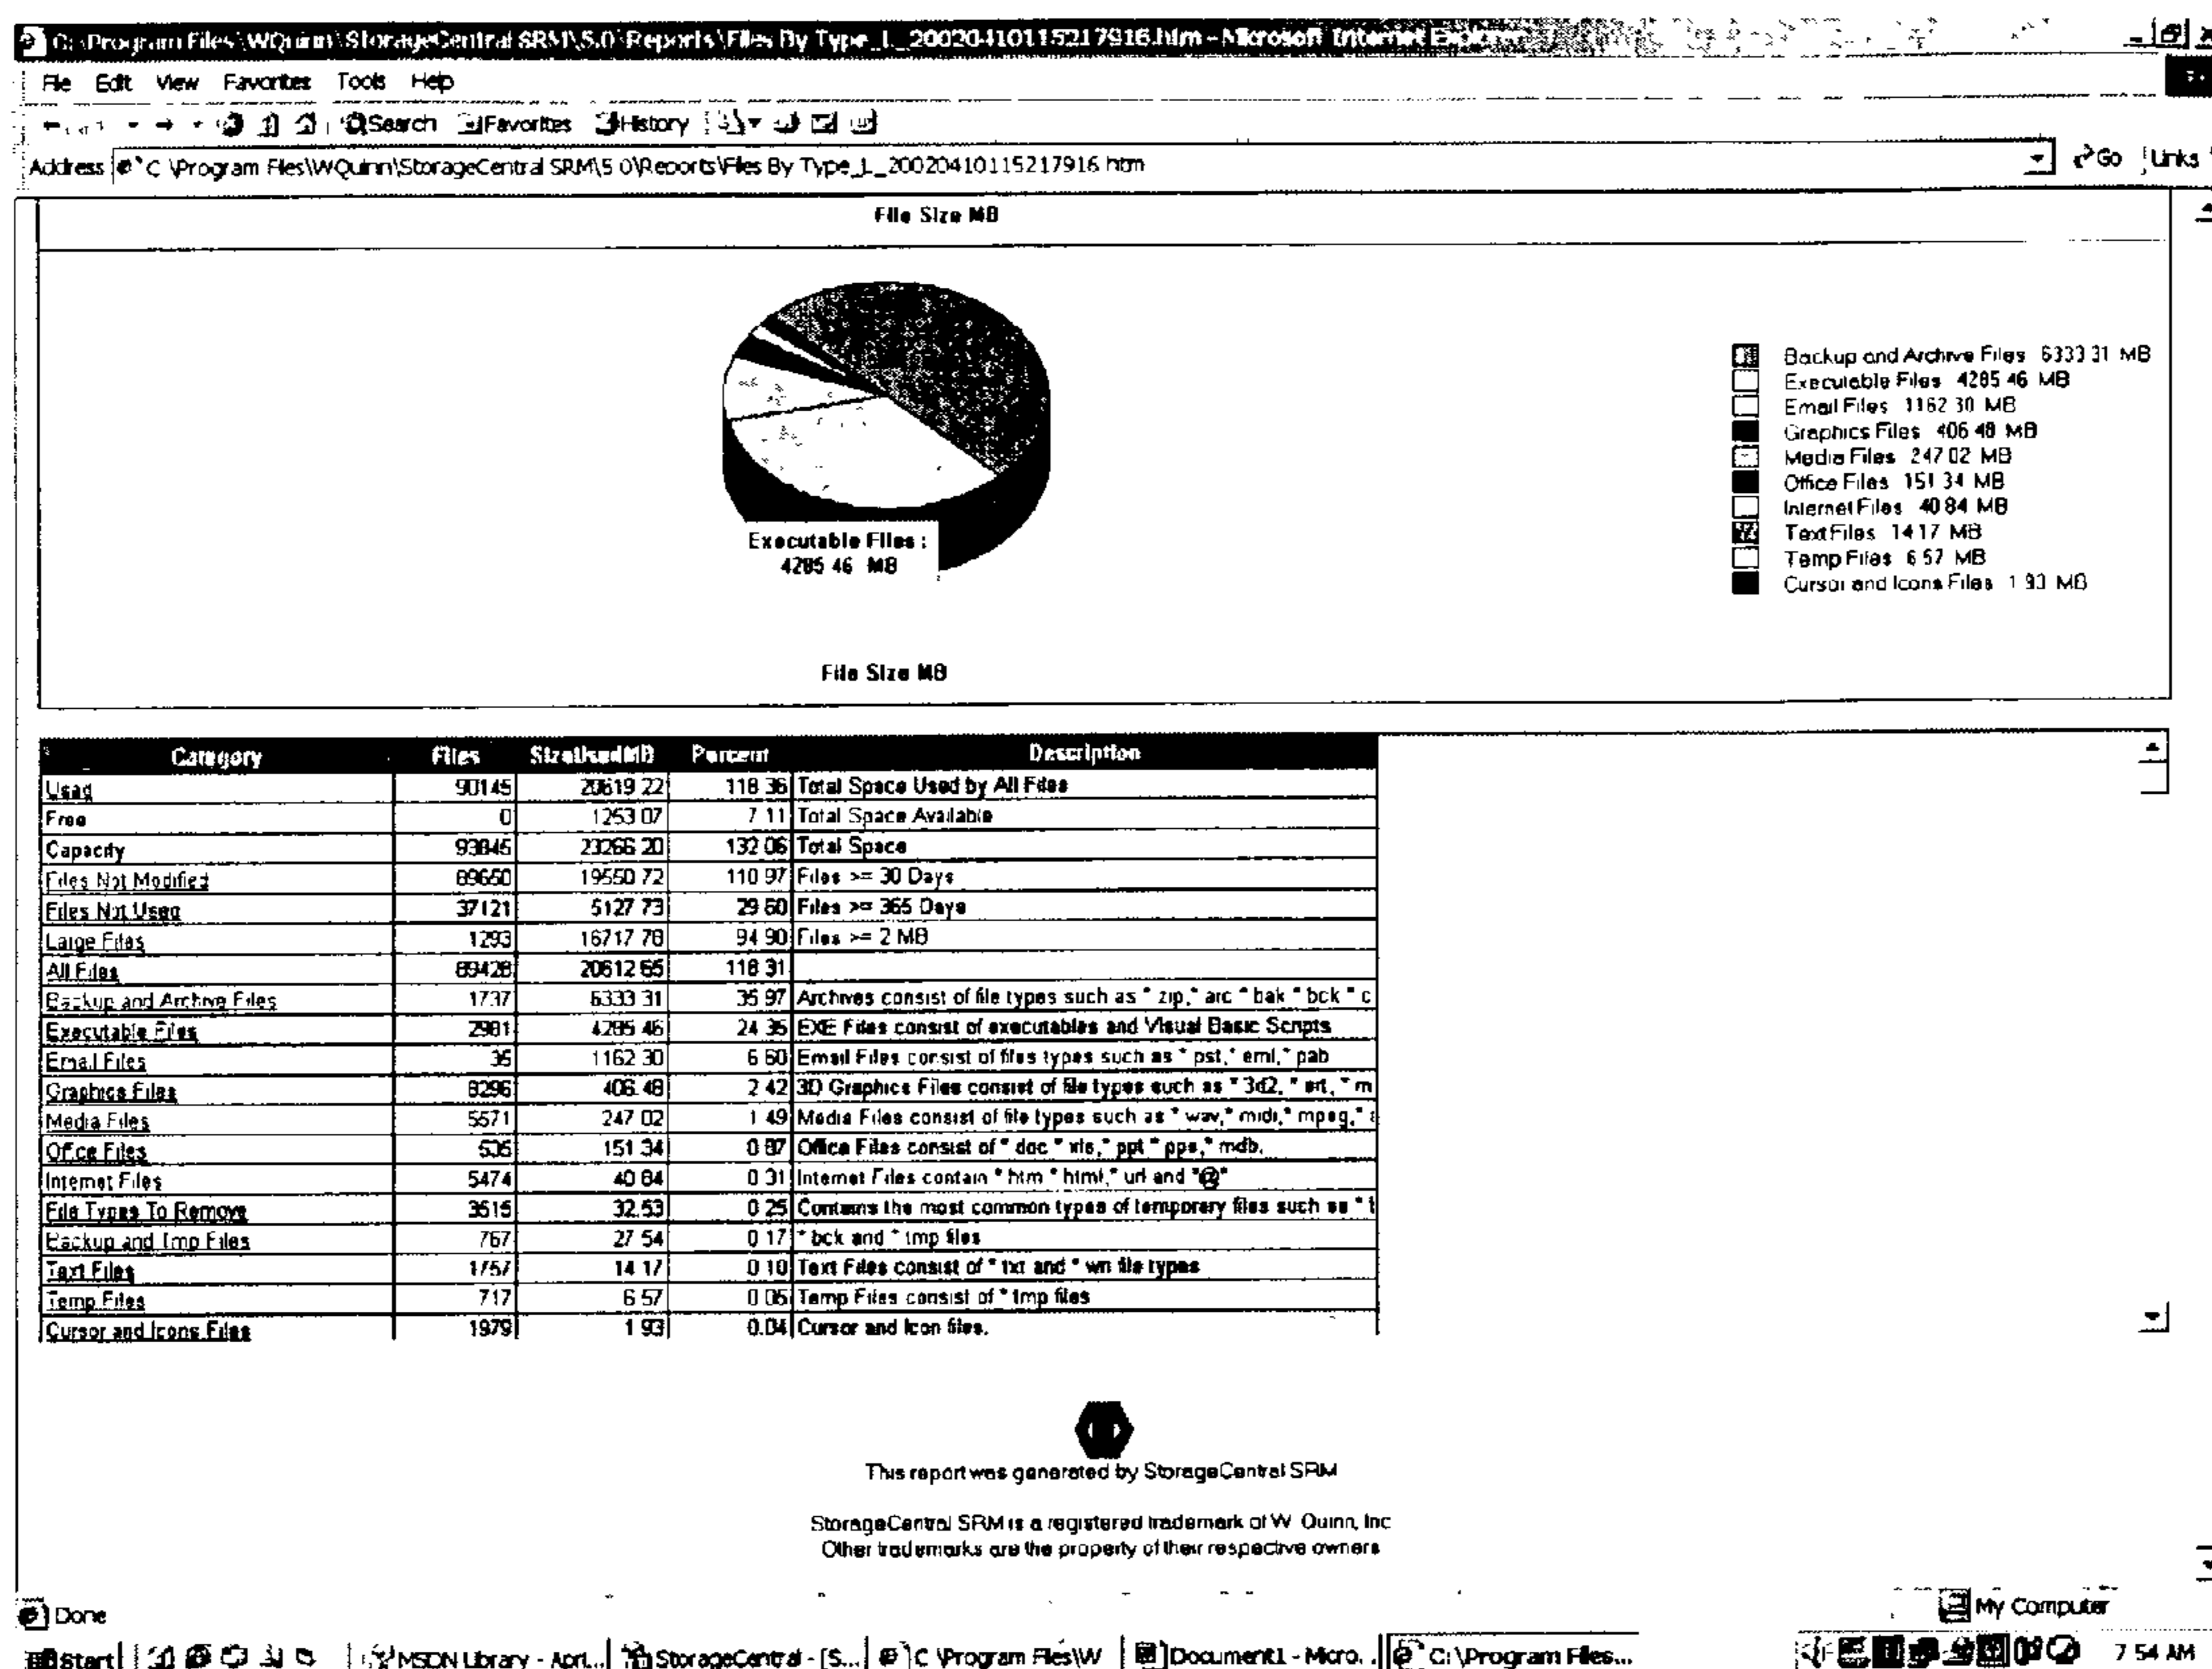 C:\Program Files\WQuinn\StorageCentral SRM\5.0\Reports\Files By Type_L_20020410115217916.htm - Microsoft Internet Explorer
File Edit View Favorites Tools Help
Search Favorites History
Address C \Program Files\WQuinn\StorageCentral SRM\5 0\Reports\Files By Type_L_20020410115217916 htm Go Links
File Size MB
Backup and Archive Files 6333 31 MB
Executable Files 4285 46 MB
Email Files 1162 30 MB
Graphics Files 406 48 MB
Media Files 247 02 MB
Office Files 151 34 MB
Internet Files 40 84 MB
Text Files 14 17 MB
Temp Files 6 57 MB
Cursor and Icons Files 1 93 MB
Executable Files :
4285 46 MB
File Size MB
Category Files SizeUsedMB Percent Description
Used 90145 20619 22 118 36 Total Space Used by All Files
Free 0 1253 07 7 11 Total Space Available
Capacity 93845 23266 20 132 06 Total Space
Files Not Modified 89650 19550 72 110 97 Files >= 30 Days
Files Not Used 37121 5127 73 29 60 Files >= 365 Days
Large Files 1293 16717 78 94 90 Files >= 2 MB
All Files 89428 20612 65 118 31
Backup and Archive Files 1737 6333 31 35 97 Archives consist of file types such as * zip,* arc * bak * bck * c
Executable Files 2981 4285 46 24 35 EXE Files consist of executables and Visual Basic Scripts
Email Files 35 1162 30 6 60 Email Files consist of files types such as * pst,* eml,* pab
Graphics Files 8296 406.48 2 42 3D Graphics Files consist of file types such as * 3d2, * art, * m
Media Files 5571 247 02 1 49 Media Files consist of file types such as * wav,* midi,* mpeg,*
Office Files 535 151 34 0 87 Office Files consist of * doc * xls,* ppt * pps,* mdb.
Internet Files 5474 40 84 0 31 Internet Files contain * htm * html,* url and *@*
File Types To Remove 3515 32.53 0 25 Contains the most common types of temporary files such as * t
Backup and Tmp Files 767 27 54 0 17 * bck and * tmp files
Text Files 1757 14 17 0 10 Text Files consist of * txt and * wri file types
Temp Files 717 6 57 0 05 Temp Files consist of * tmp files
Cursor and Icons Files 1979 1 93 0.04 Cursor and Icon files.
This report was generated by StorageCentral SRM
StorageCentral SRM is a registered trademark of W. Quinn, Inc
Other trademarks are the property of their respective owners
Done My Computer
Start MSDN Library - Apri... StorageCentral - [S... C \Program Files\W Document1 - Micro. . C:\Program Files... 7 54 AM